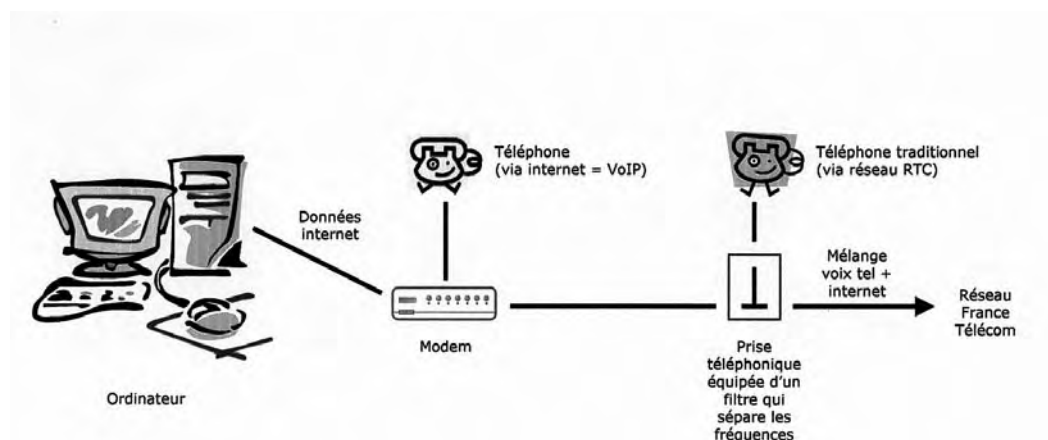 Téléphone
(via internet = VoIP)
Téléphone traditionnel
(via réseau RTC)
Données
internet
Mélange
voix tel +
internet
Réseau
France
Télécom
Modem
Prise
téléphonique
équipée d'un
filtre qui
sépare les
fréquences
Ordinateur